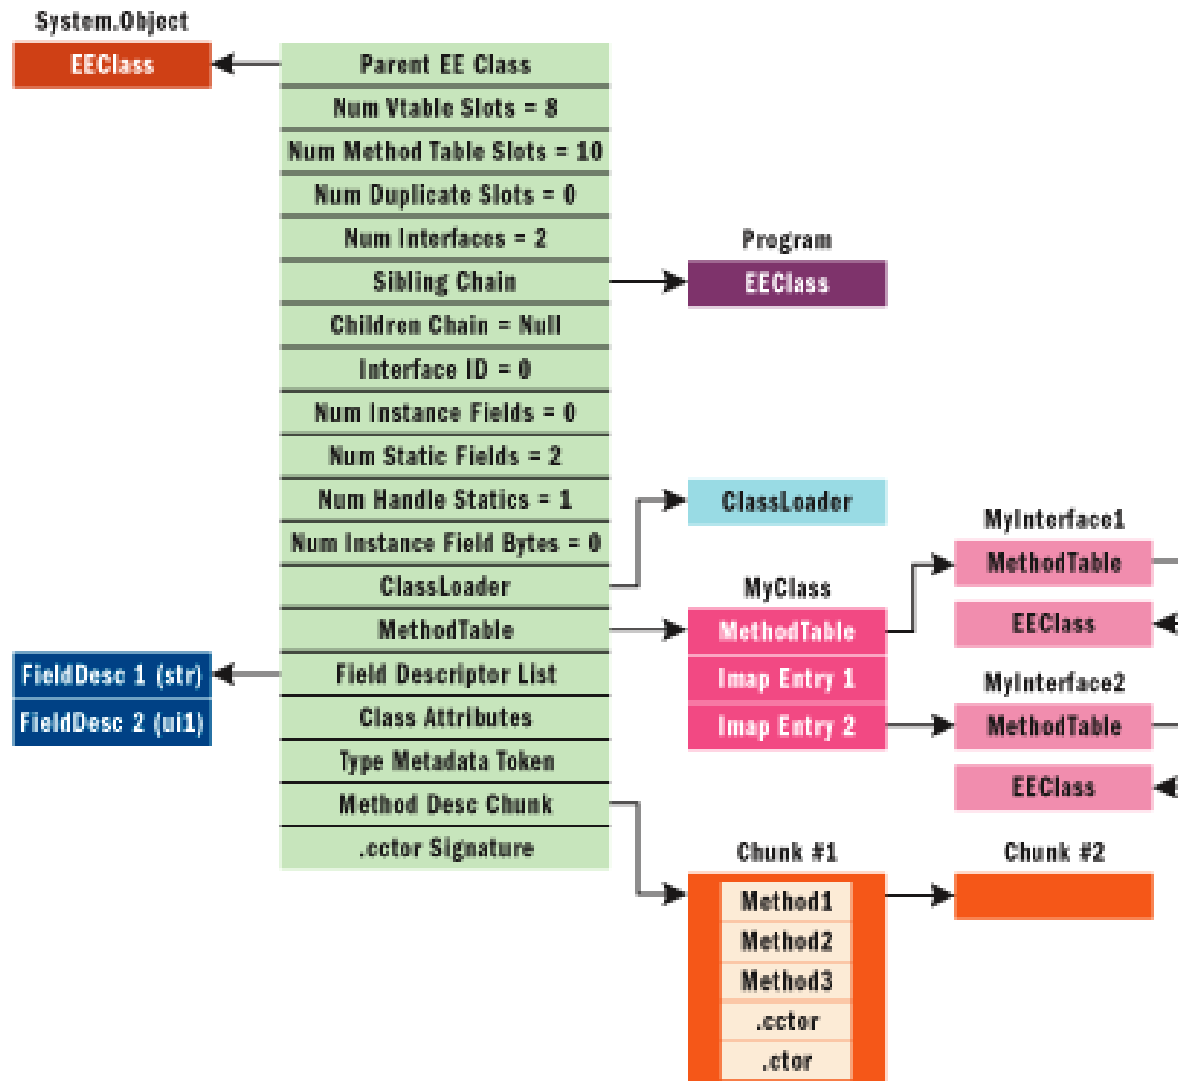 System.Object
EEClass
Parent EE Class
Num Vtable Slots = 8
Num Method Table Slots = 10
Num Duplicate Slots = 0
Num Interfaces = 2
Sibling Chain
Children Chain = Null
Interface ID = 0
Num Instance Fields = 0
Num Static Fields = 2
Num Handle Statics = 1
Num Instance Field Bytes = 0
ClassLoader
MethodTable
Field Descriptor List
Class Attributes
Type Metadata Token
Method Desc Chunk
.cctor Signature
FieldDesc 1 (str)
FieldDesc 2 (ui1)
Program
EEClass
ClassLoader
MyClass
MethodTable
Imap Entry 1
Imap Entry 2
MyInterface1
MethodTable
EEClass
MyInterface2
MethodTable
EEClass
Chunk #1
Method1
Method2
Method3
.cctor
.ctor
Chunk #2